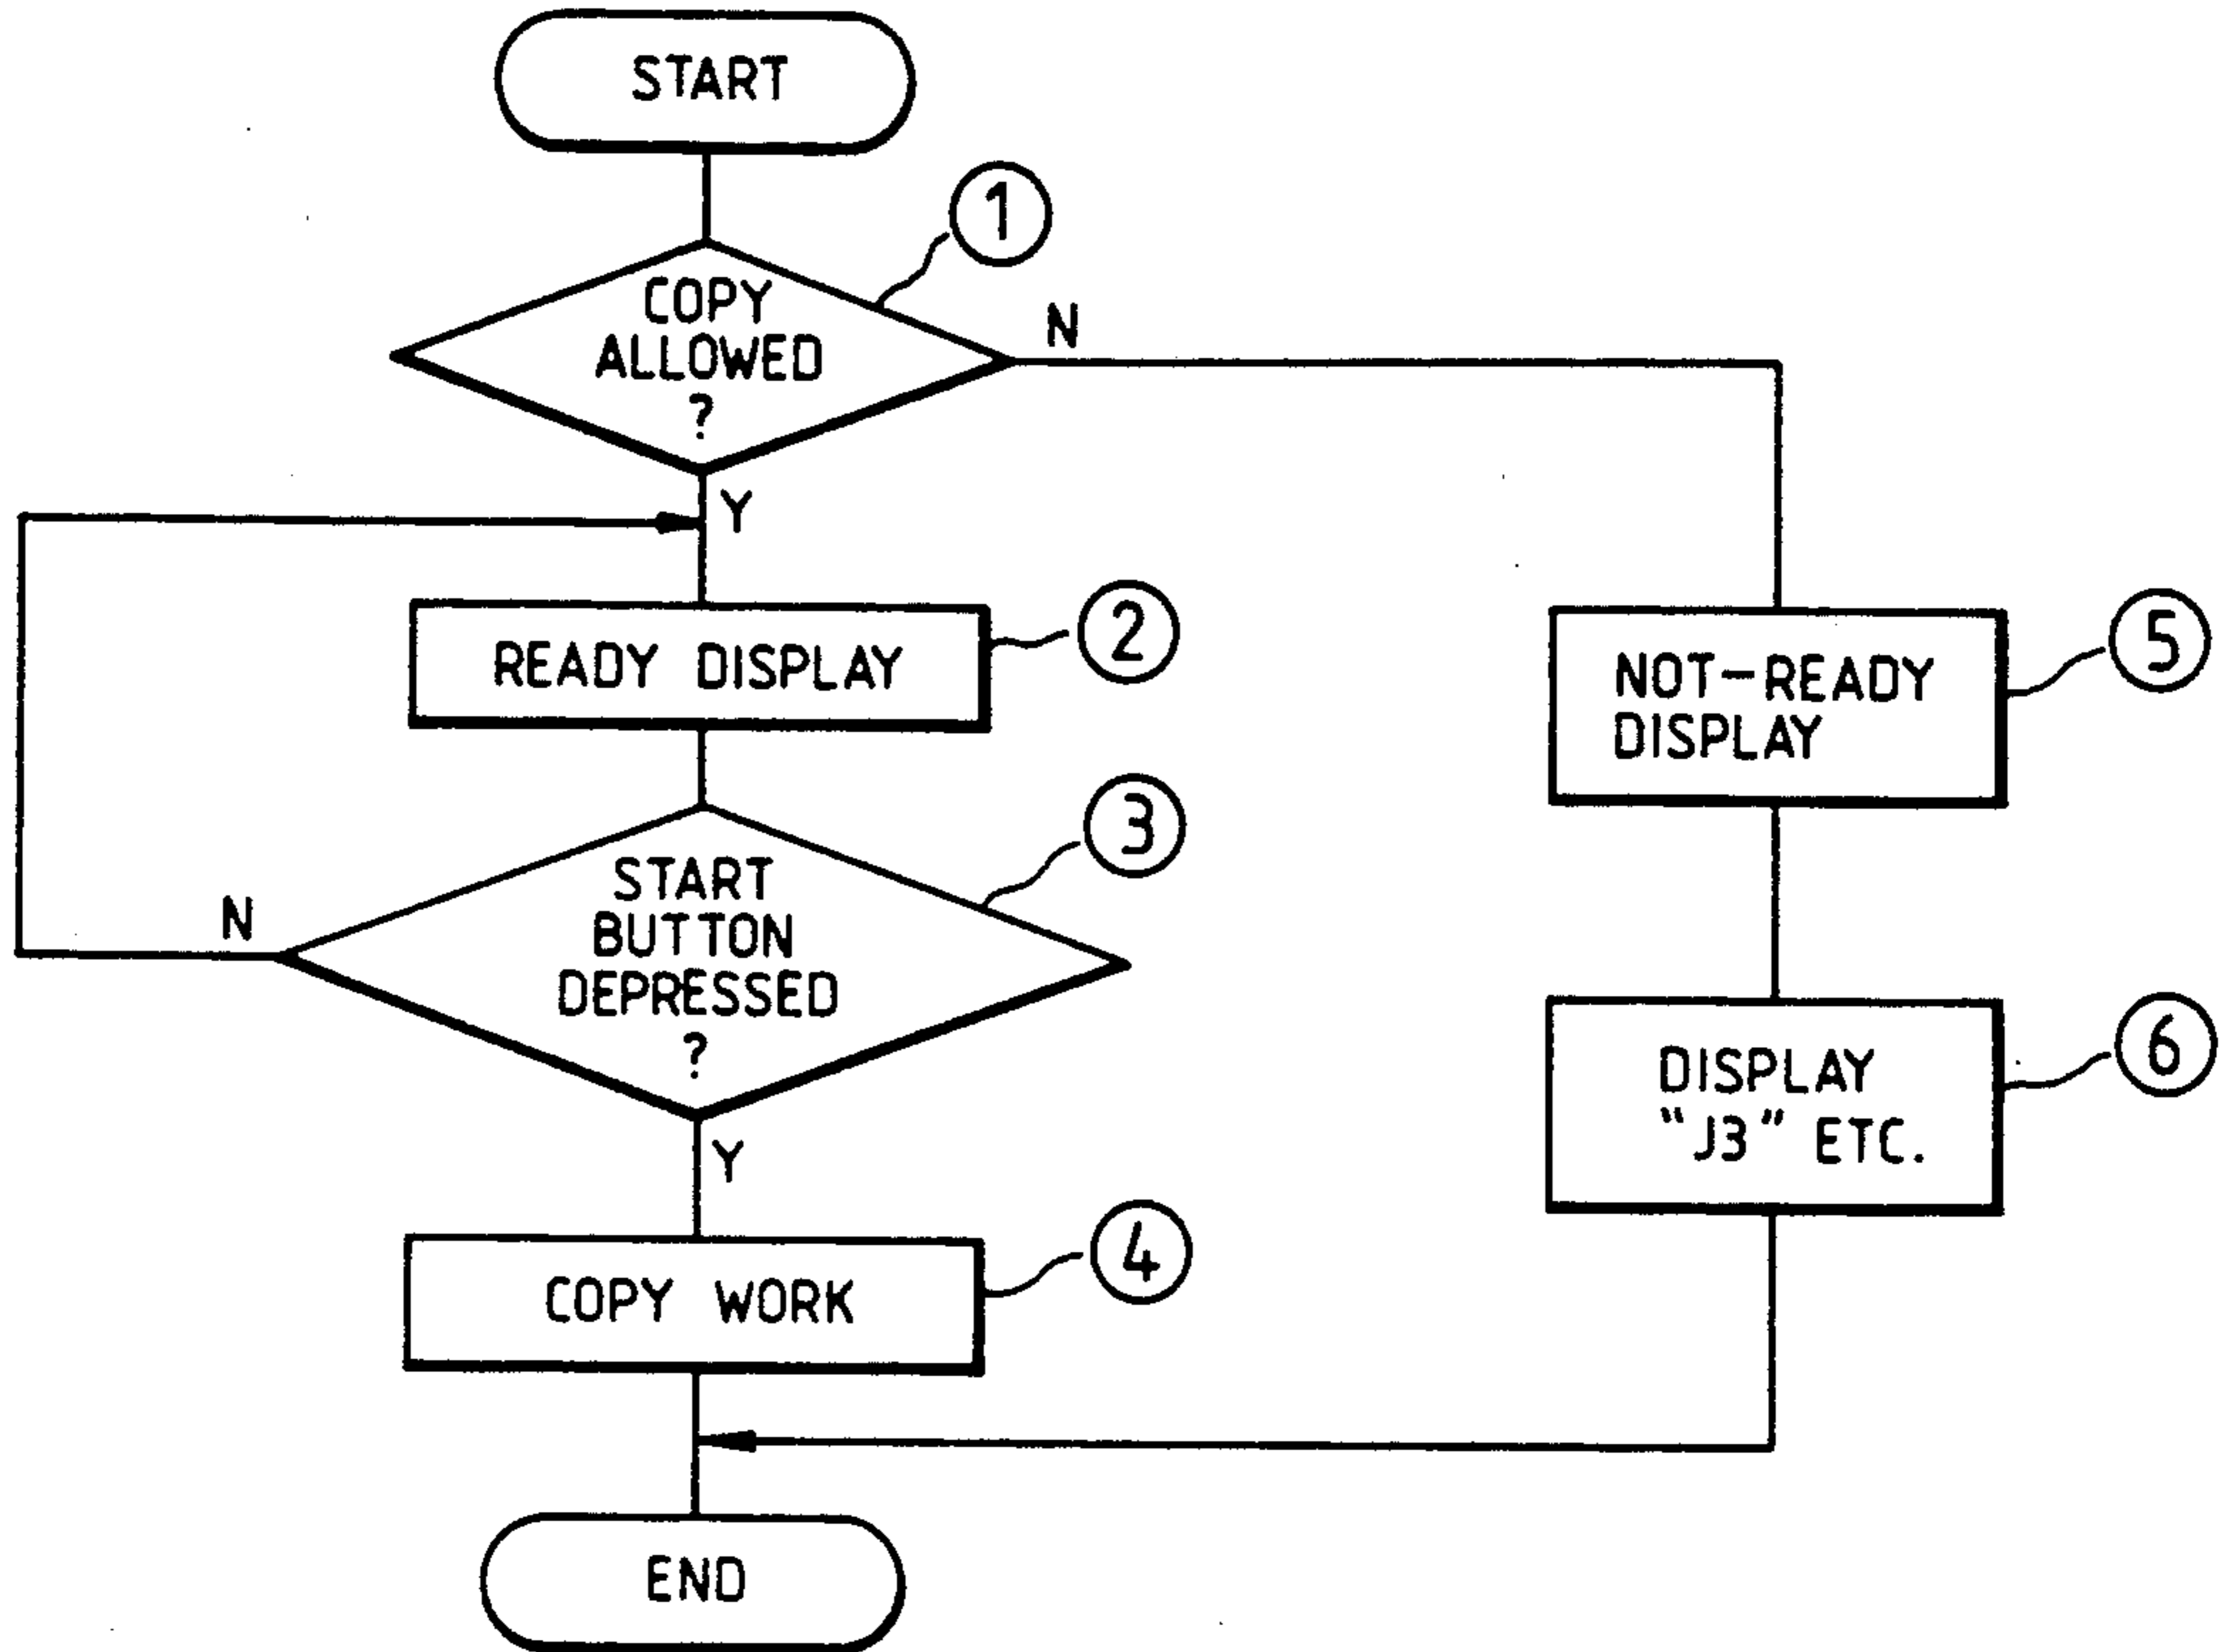 START
1
COPY
ALLOWED
?
N
Y
READY DISPLAY
2
START
BUTTON
DEPRESSED
?
3
N
Y
COPY WORK
4
NOT-READY
DISPLAY
5
DISPLAY
"J3" ETC.
6
END